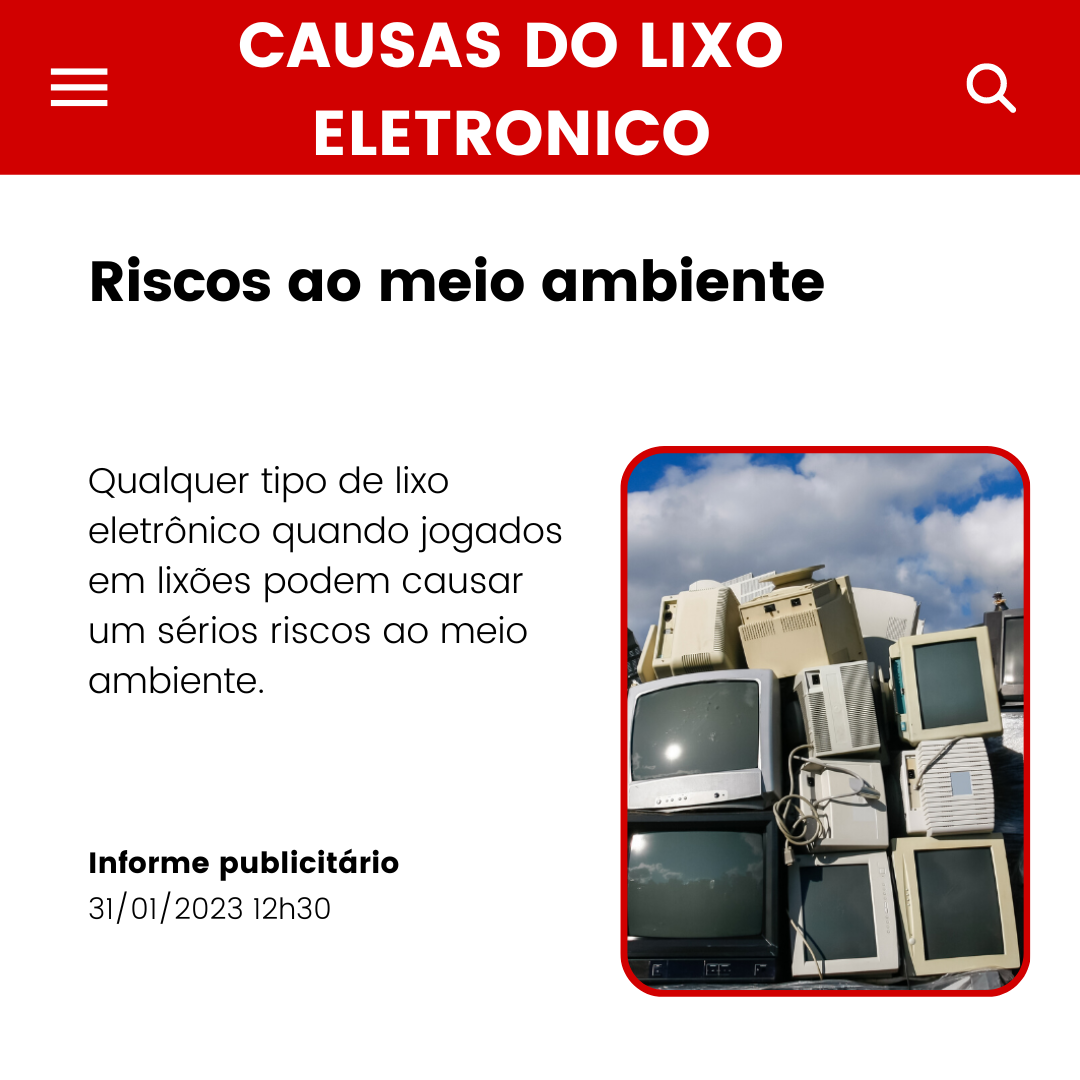 CAUSAS DO LIXO
ELETRONICO
Riscos ao meio ambiente
Qualquer tipo de lixo
eletrônico quando jogados
em lixões podem causar
um sérios riscos ao meio
ambiente.
Informe publicitário
31/01/2023 12h30